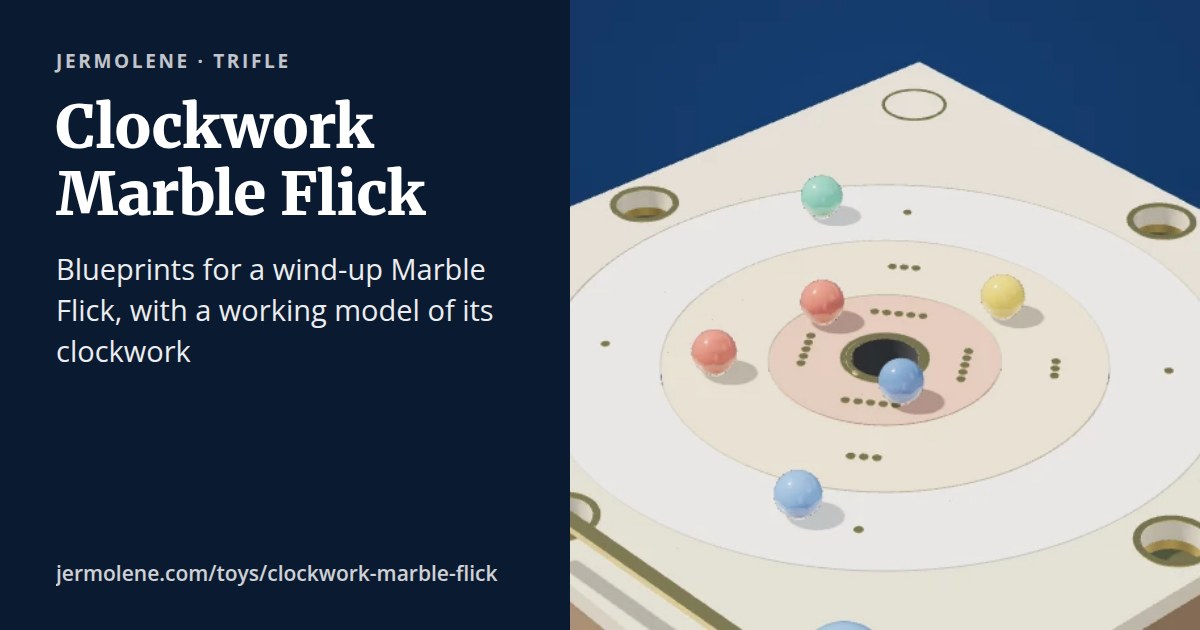 JERMOLENE · TRIFLE
Clockwork
Marble Flick
Blueprints for a wind-up Marble
Flick, with a working model of its
clockwork
jermolene.com/toys/clockwork-marble-flick